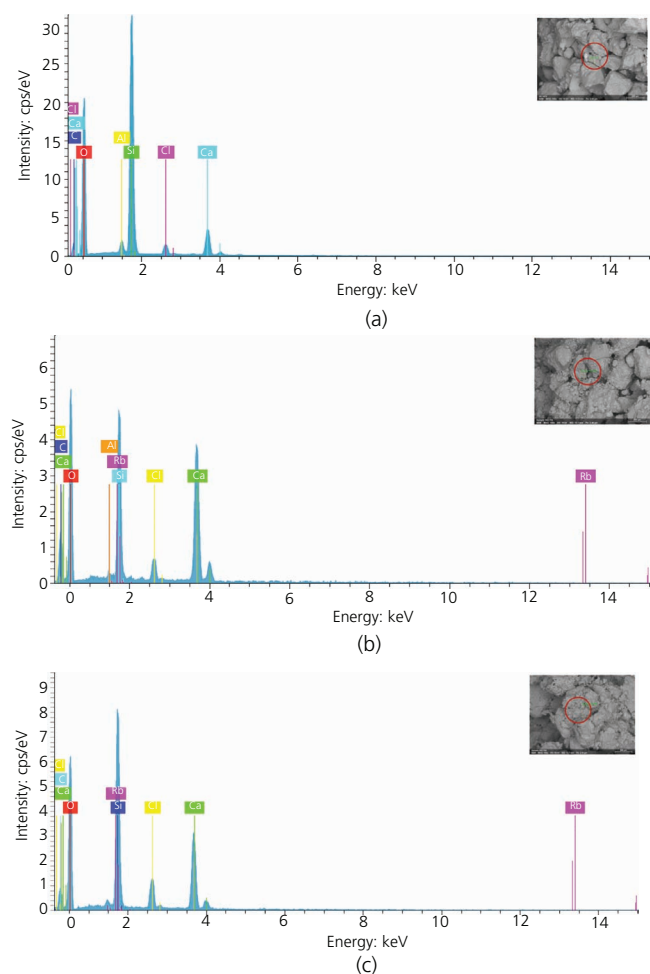 30
25
20
15
10
5
0
Intensity: cps/eV
Cl
Ca
C
O
Al
Si
Cl
Ca
0 2 4 6 8 10 12 14
Energy: keV
(a)
6
5
4
3
2
1
0
Intensity: cps/eV
Cl
C
Ca
O
Al
Rb
Si
Cl
Ca
Rb
0 2 4 6 8 10 12 14
Energy: keV
(b)
9
8
7
6
5
4
3
2
1
0
Intensity: cps/eV
Cl
C
Ca
O
Rb
Si
Cl
Ca
Rb
0 2 4 6 8 10 12 14
Energy: keV
(c)